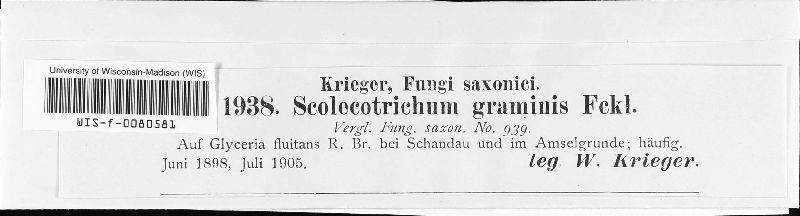 University of Wisconsin-Madison (WIS)
WIS-f-0080581
Krieger, Fungi saxonici.
1938. Scolecotrichum graminis Fckl.
Vergl. Fung. saxon. No. 939.
Auf Glyceria fluitans R. Br. bei Schandau und im Amselgrunde; häufig.
Juni 1898, Juli 1905. leg. W. Krieger.